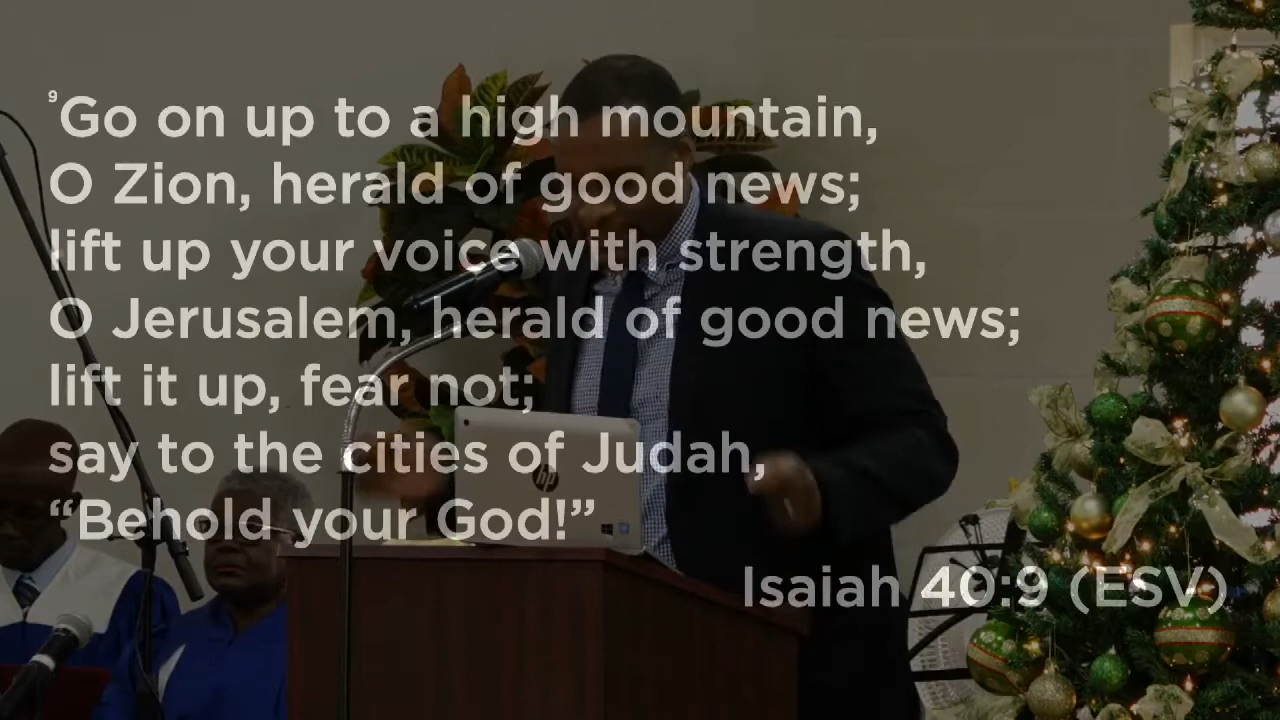 ⁹Go on up to a high mountain,
O Zion, herald of good news;
lift up your voice with strength,
O Jerusalem, herald of good news;
lift it up, fear not;
say to the cities of Judah,
“Behold your God!”
Isaiah 40:9 (ESV)
hp